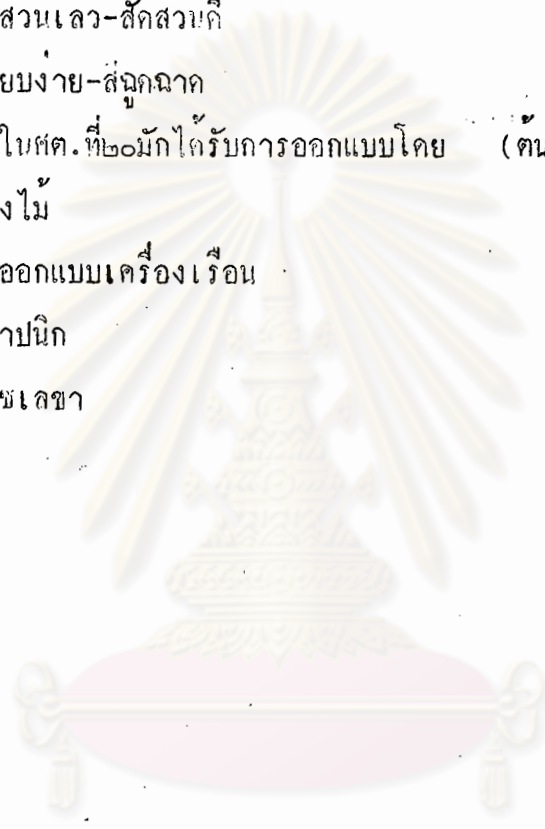 สวนเลว-สัดสวนดี
ยบง่าย-สีฉูดฉาด
ในศต.ที่๒๐มักได้รับการออกแบบโดย (ต้น
งไม้
ออกแบบเครื่องเรือน
าปนิก
ชเลขา